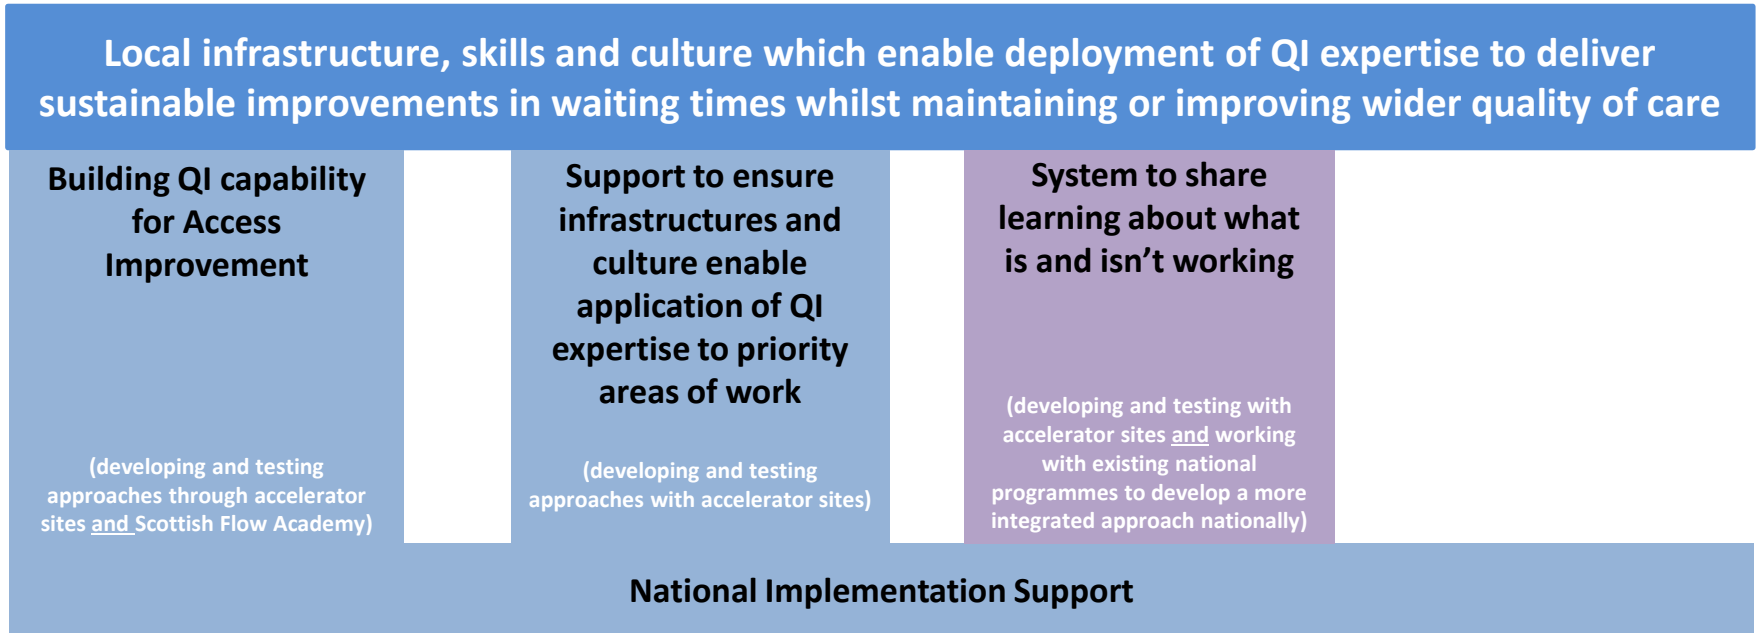 Local infrastructure, skills and culture which enable deployment of QI expertise to deliver
sustainable improvements in waiting times whilst maintaining or improving wider quality of care
Building QI capability
for Access
Improvement
(developing and testing
approaches through accelerator
sites and Scottish Flow Academy)
Support to ensure
infrastructures and
culture enable
application of QI
expertise to priority
areas of work
(developing and testing
approaches with accelerator sites)
System to share
learning about what
is and isn’t working
(developing and testing with
accelerator sites and working
with existing national
programmes to develop a more
integrated approach nationally)
National Implementation Support